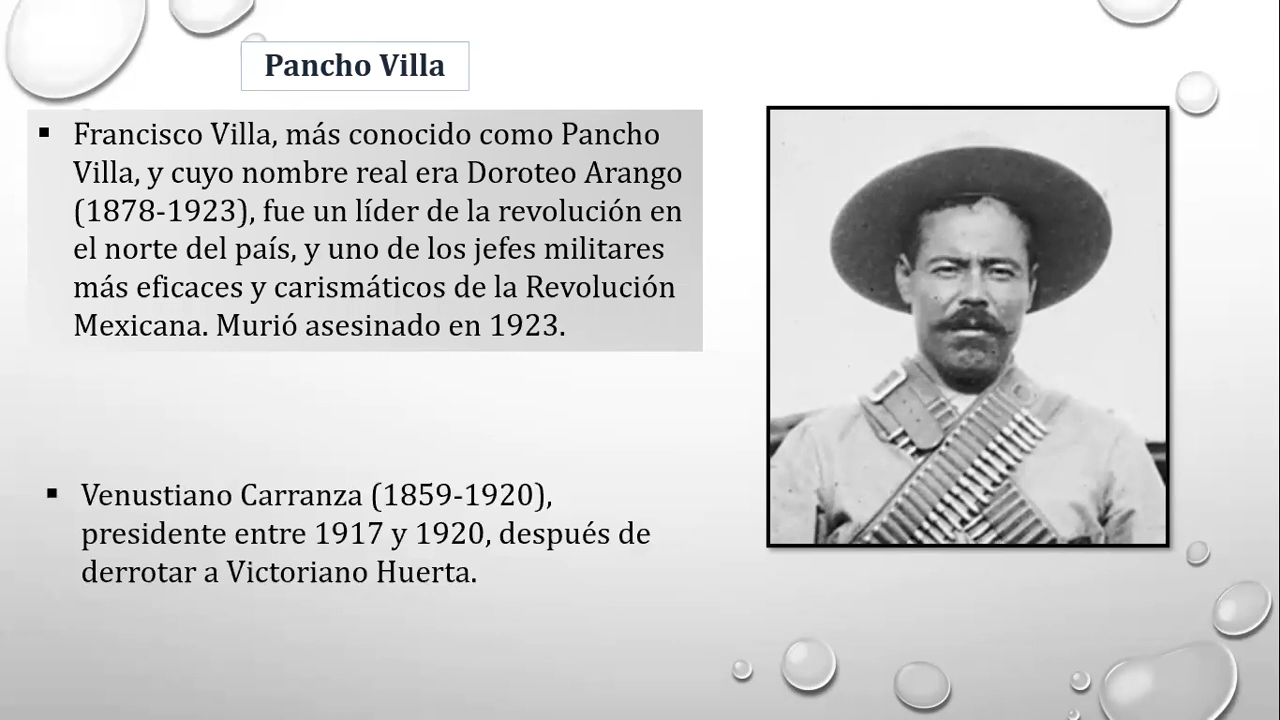 Pancho Villa
▪ Francisco Villa, más conocido como Pancho
Villa, y cuyo nombre real era Doroteo Arango
(1878-1923), fue un líder de la revolución en
el norte del país, y uno de los jefes militares
más eficaces y carismáticos de la Revolución
Mexicana. Murió asesinado en 1923.
▪ Venustiano Carranza (1859-1920),
presidente entre 1917 y 1920, después de
derrotar a Victoriano Huerta.